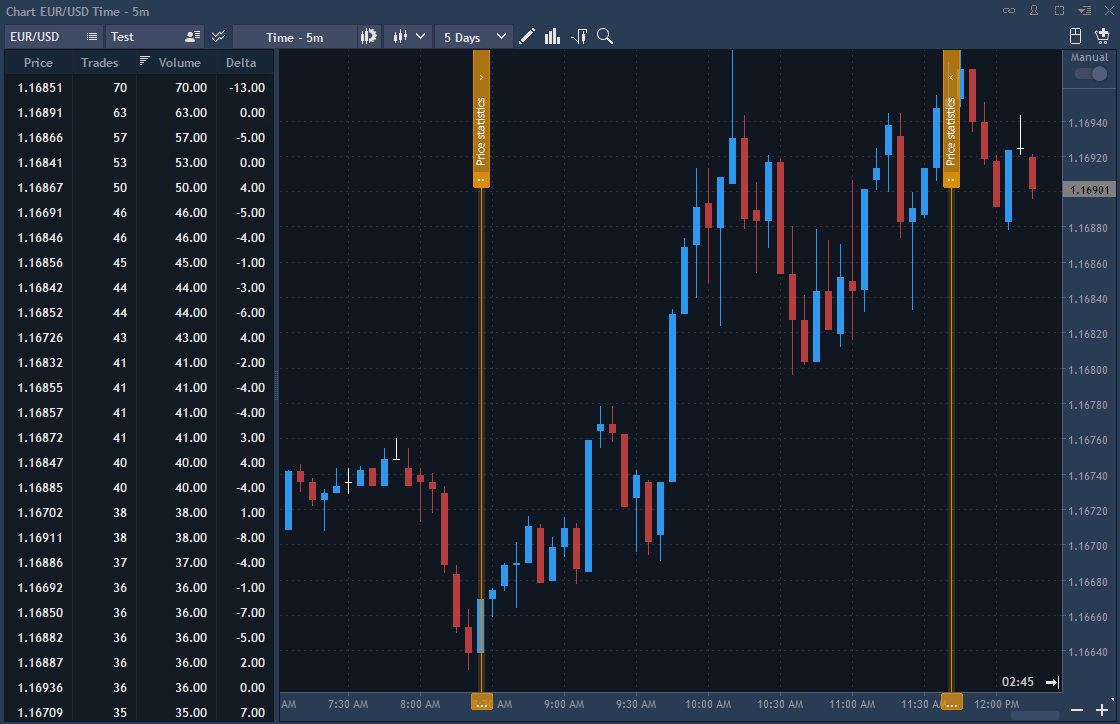 Chart EUR/USD Time - 5m
EUR/USD Test Time - 5m 5 Days
Price Trades Volume Delta
1.16851 70 70.00 -13.00
1.16891 63 63.00 0.00
1.16866 57 57.00 -5.00
1.16841 53 53.00 0.00
1.16867 50 50.00 4.00
1.16691 46 46.00 -5.00
1.16846 46 46.00 -4.00
1.16856 45 45.00 -1.00
1.16842 44 44.00 -3.00
1.16852 44 44.00 -6.00
1.16726 43 43.00 4.00
1.16832 41 41.00 -2.00
1.16855 41 41.00 -4.00
1.16857 41 41.00 -4.00
1.16872 41 41.00 3.00
1.16847 40 40.00 4.00
1.16885 40 40.00 -4.00
1.16702 38 38.00 1.00
1.16911 38 38.00 -8.00
1.16886 37 37.00 -4.00
1.16692 36 36.00 -1.00
1.16850 36 36.00 -7.00
1.16882 36 36.00 -5.00
1.16887 36 36.00 2.00
1.16936 36 36.00 0.00
1.16709 35 35.00 7.00
Price statistics
Price statistics
Manual
1.16940
1.16920
1.16901
1.16880
1.16860
1.16840
1.16820
1.16800
1.16780
1.16760
1.16740
1.16720
1.16700
1.16680
1.16660
1.16640
02:45
AM 7:30 AM 8:00 AM ... AM 9:00 AM 9:30 AM 10:00 AM 10:30 AM 11:00 AM 11:30 ... 12:00 PM